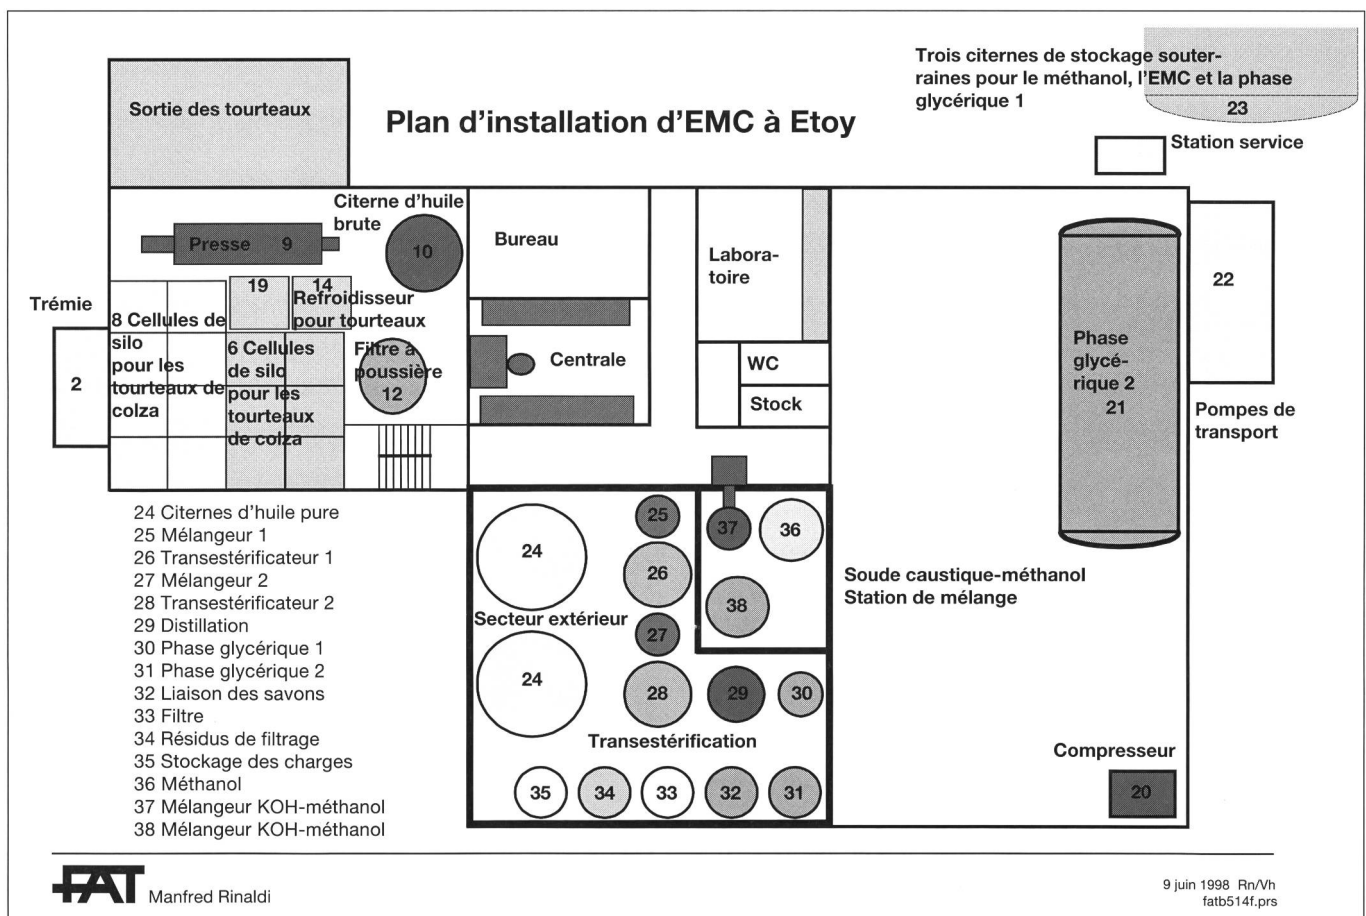 Trois citernes de stockage souter-
raines pour le méthanol, l'EMC et la phase
glycérique 1
23
Station service
Sortie des tourteaux
Plan d'installation d'EMC à Etoy
Citerne d'huile
brute
Presse 9
10
Bureau
Labora-
toire
22
19
14
Refroidisseur
pour tourteaux
Trémie
2
8 Cellules de
silo
pour les
tourteaux de
colza
6 Cellules
de silo
pour les
tourteaux
de colza
Filtre à
poussière
12
Centrale
WC
Stock
Phase
glycé-
rique 2
21
Pompes de
transport
24 Citernes d'huile pure
25 Mélangeur 1
26 Transestérificateur 1
27 Mélangeur 2
28 Transestérificateur 2
29 Distillation
30 Phase glycérique 1
31 Phase glycérique 2
32 Liaison des savons
33 Filtre
34 Résidus de filtrage
35 Stockage des charges
36 Méthanol
37 Mélangeur KOH-méthanol
38 Mélangeur KOH-méthanol
24
25
37
36
26
38
Secteur extérieur
27
24
28
29
30
Transestérification
35
34
33
32
31
Soude caustique-méthanol
Station de mélange
Compresseur
20
FAT
Manfred Rinaldi
9 juin 1998 Rn/Vh
fatb514f.prs